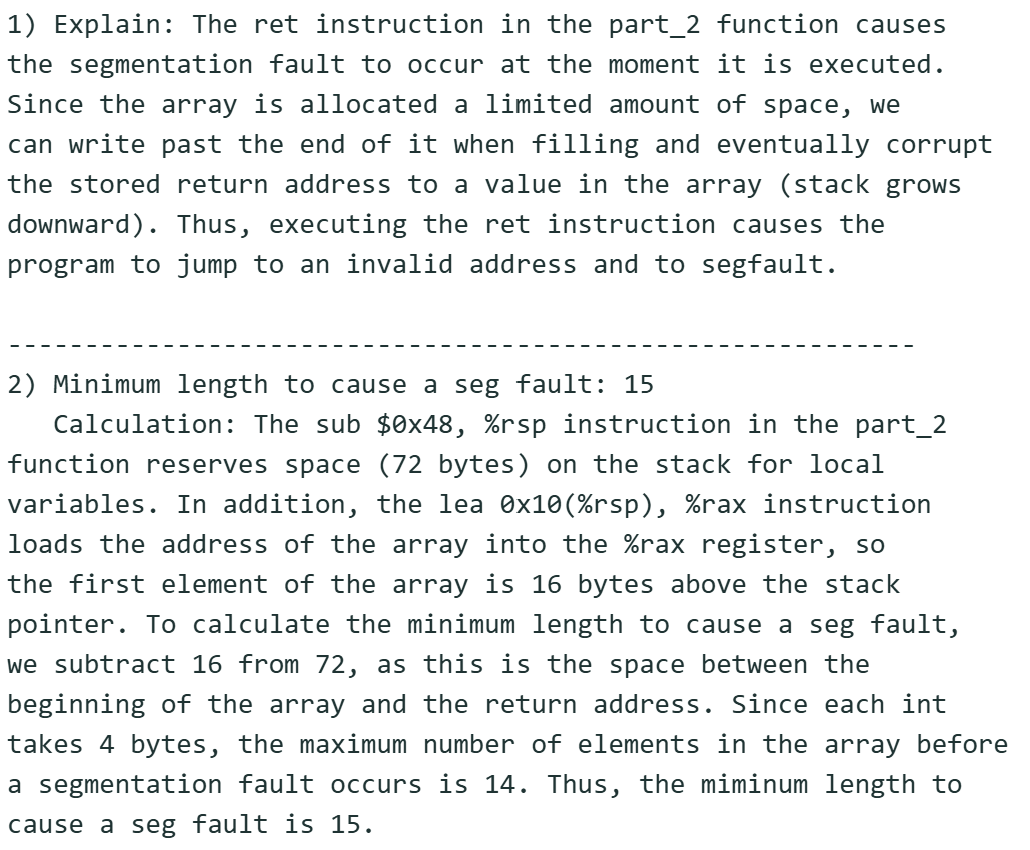 1) Explain: The ret instruction in the part_2 function causes
the segmentation fault to occur at the moment it is executed.
Since the array is allocated a limited amount of space, we
can write past the end of it when filling and eventually corrupt
the stored return address to a value in the array (stack grows
downward). Thus, executing the ret instruction causes the
program to jump to an invalid address and to segfault.
-----------------------------------------------------------
2) Minimum length to cause a seg fault: 15
Calculation: The sub $0x48, %rsp instruction in the part_2
function reserves space (72 bytes) on the stack for local
variables. In addition, the lea 0x10(%rsp), %rax instruction
loads the address of the array into the %rax register, so
the first element of the array is 16 bytes above the stack
pointer. To calculate the minimum length to cause a seg fault,
we subtract 16 from 72, as this is the space between the
beginning of the array and the return address. Since each int
takes 4 bytes, the maximum number of elements in the array before
a segmentation fault occurs is 14. Thus, the miminum length to
cause a seg fault is 15.